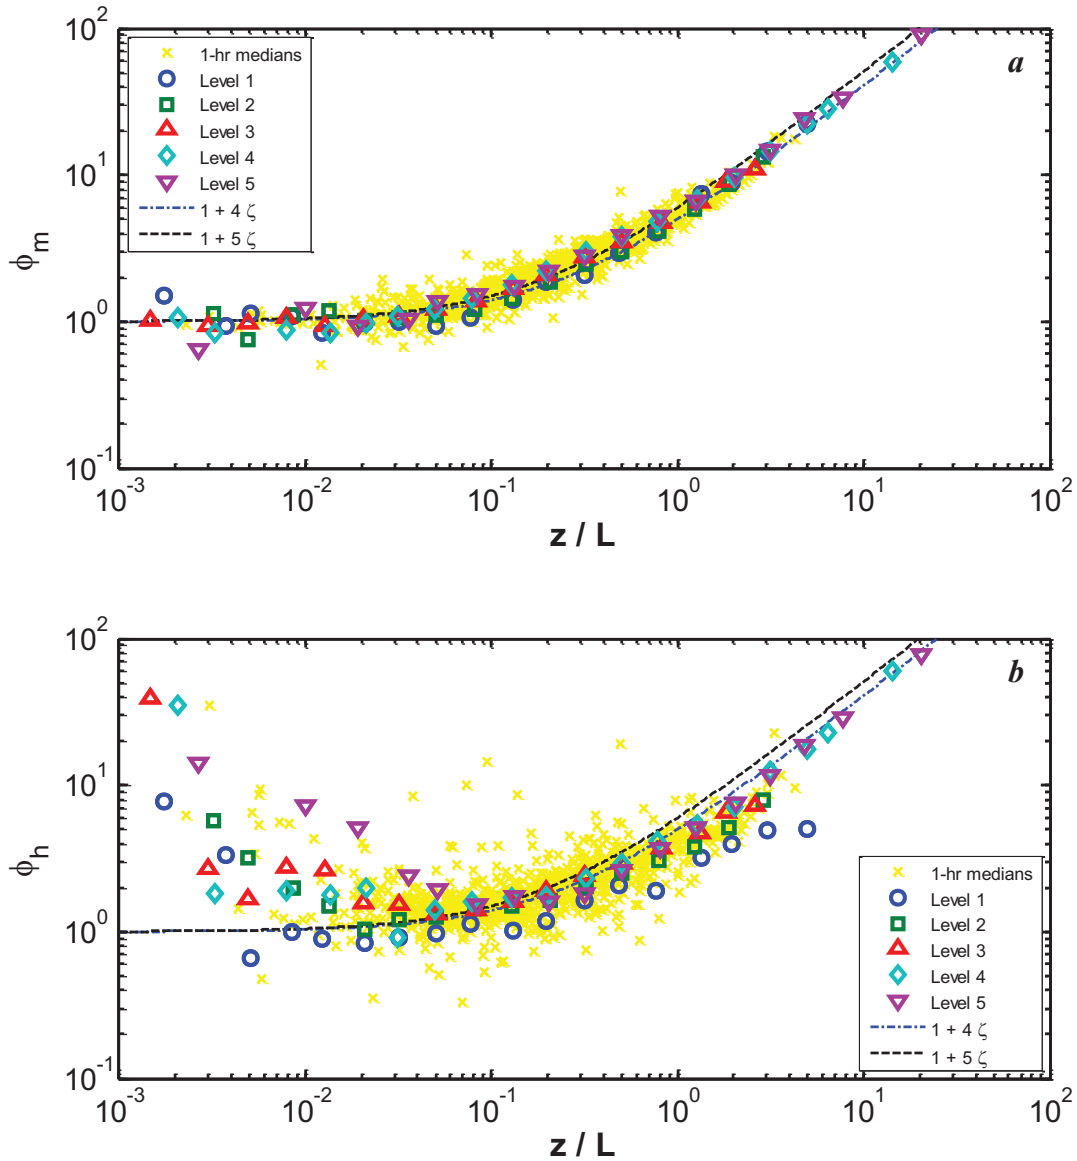 10²
a
1-hr medians
Level 1
Level 2
Level 3
Level 4
Level 5
1 + 4 ζ
1 + 5 ζ
10¹
ϕm
10⁰
10⁻¹
10⁻³ 10⁻² 10⁻¹ 10⁰ 10¹ 10²
z / L
10²
b
10¹
ϕh
10⁰
1-hr medians
Level 1
Level 2
Level 3
Level 4
Level 5
1 + 4 ζ
1 + 5 ζ
10⁻¹
10⁻³ 10⁻² 10⁻¹ 10⁰ 10¹ 10²
z / L